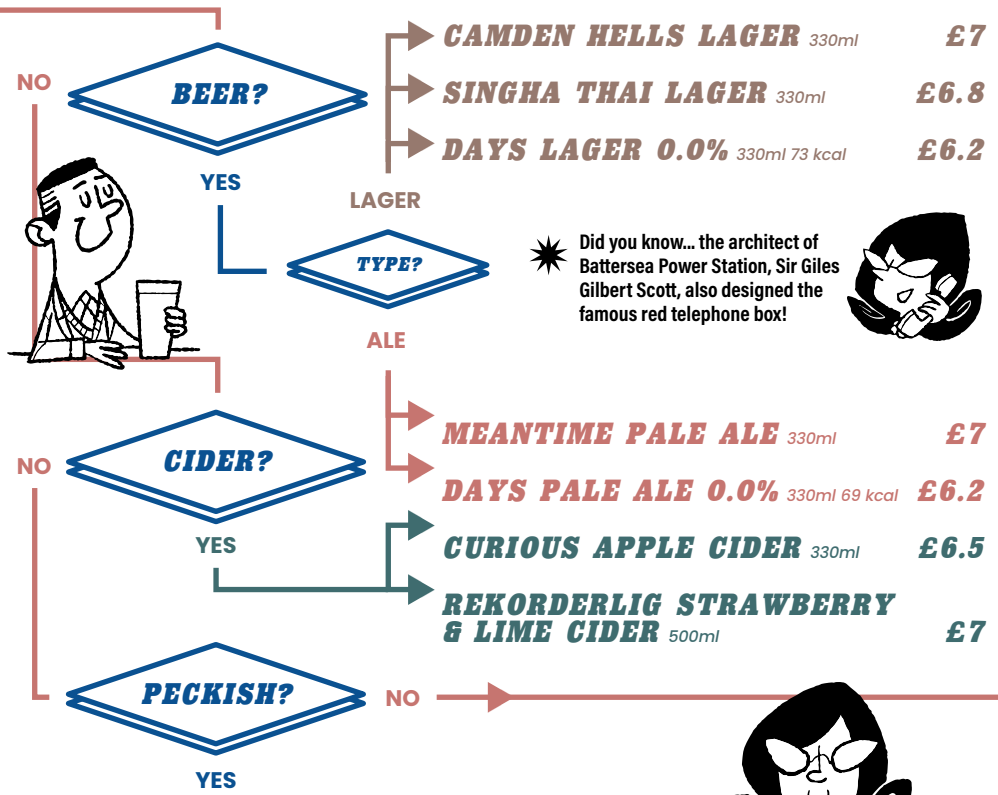 CAMDEN HELLS LAGER 330ml £7
NO
BEER?
SINGHA THAI LAGER 330ml £6.8
DAYS LAGER 0.0% 330ml 73 kcal £6.2
YES
LAGER
TYPE?
Did you know... the architect of
Battersea Power Station, Sir Giles
Gilbert Scott, also designed the
famous red telephone box!
ALE
MEANTIME PALE ALE 330ml £7
NO
CIDER?
DAYS PALE ALE 0.0% 330ml 69 kcal £6.2
YES
CURIOUS APPLE CIDER 330ml £6.5
REKORDERLIG STRAWBERRY
& LIME CIDER 500ml £7
PECKISH?
NO
YES